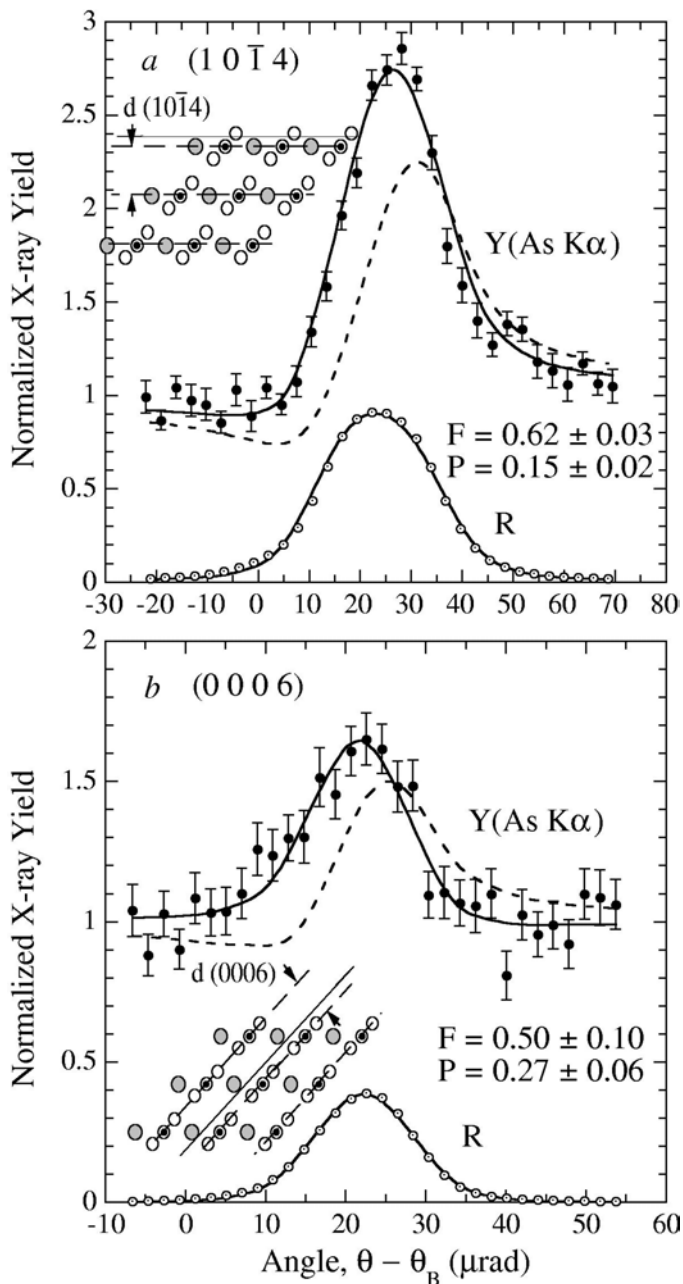 3
a (1 0 1̄ 4)
d (101̄4)
2.5
2
Y(As Kα)
1.5
1
F = 0.62 ± 0.03
P = 0.15 ± 0.02
0.5
R
0
-30 -20 -10 0 10 20 30 40 50 60 70 80
Normalized X-ray Yield
2
b (0 0 0 6)
1.5
Y(As Kα)
1
d (0006)
F = 0.50 ± 0.10
P = 0.27 ± 0.06
0.5
R
0
-10 0 10 20 30 40 50 60
Normalized X-ray Yield
Angle, θ − θB (μrad)